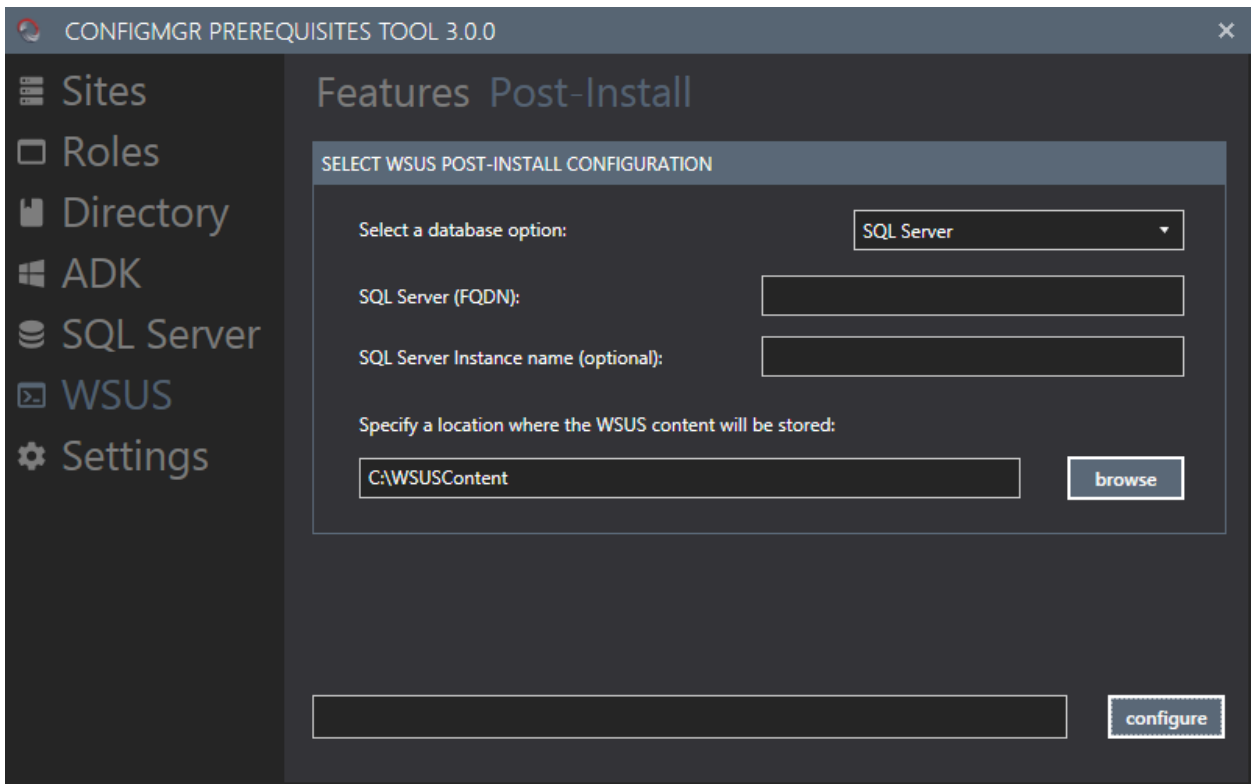 CONFIGMGR PREREQUISITES TOOL 3.0.0
Sites
Roles
Directory
ADK
SQL Server
WSUS
Settings
Features Post-Install
SELECT WSUS POST-INSTALL CONFIGURATION
Select a database option: SQL Server
SQL Server (FQDN):
SQL Server Instance name (optional):
Specify a location where the WSUS content will be stored:
C:\WSUSContent browse
configure